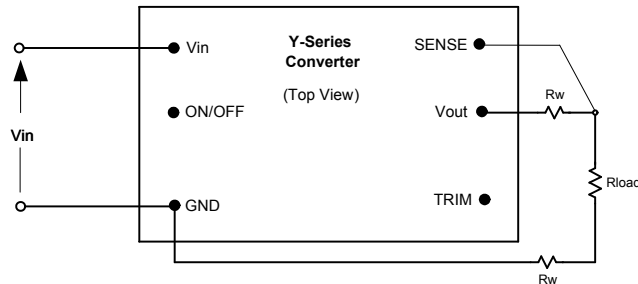 Y-Series
Converter
(Top View)
Vin
SENSE
ON/OFF
Vout
Rw
Vin
Rload
GND
TRIM
Rw